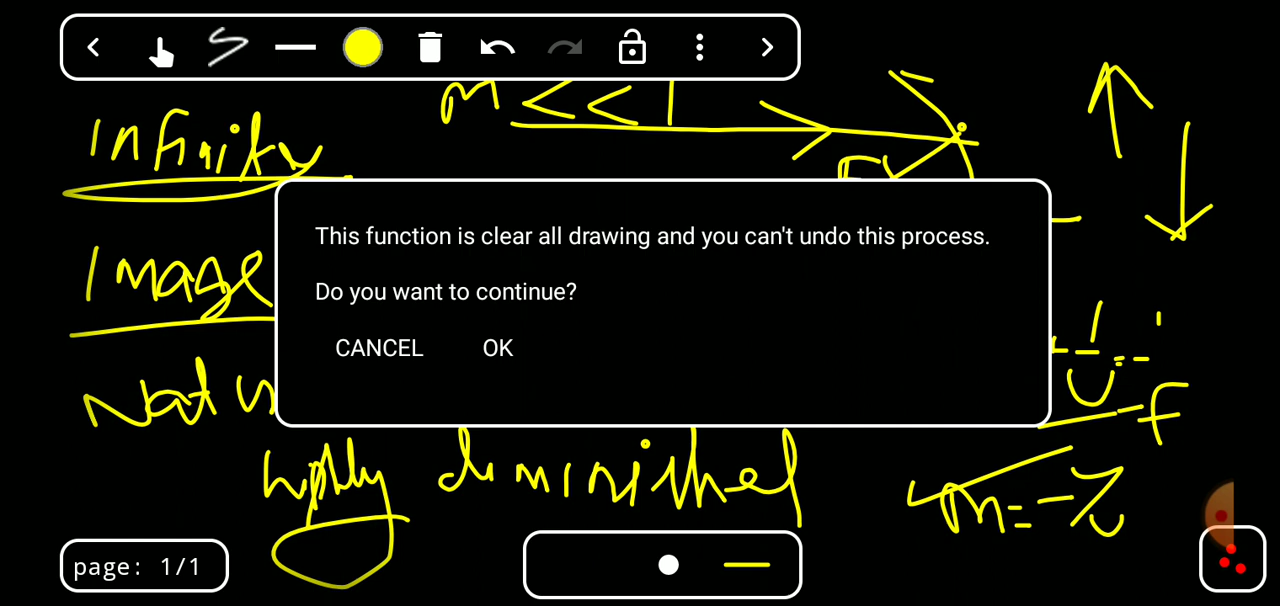 m << 1
Infinity
This function is clear all drawing and you can't undo this process.
Image
Do you want to continue?
CANCEL OK
Not
f
highly diminished
m = -
page: 1/1